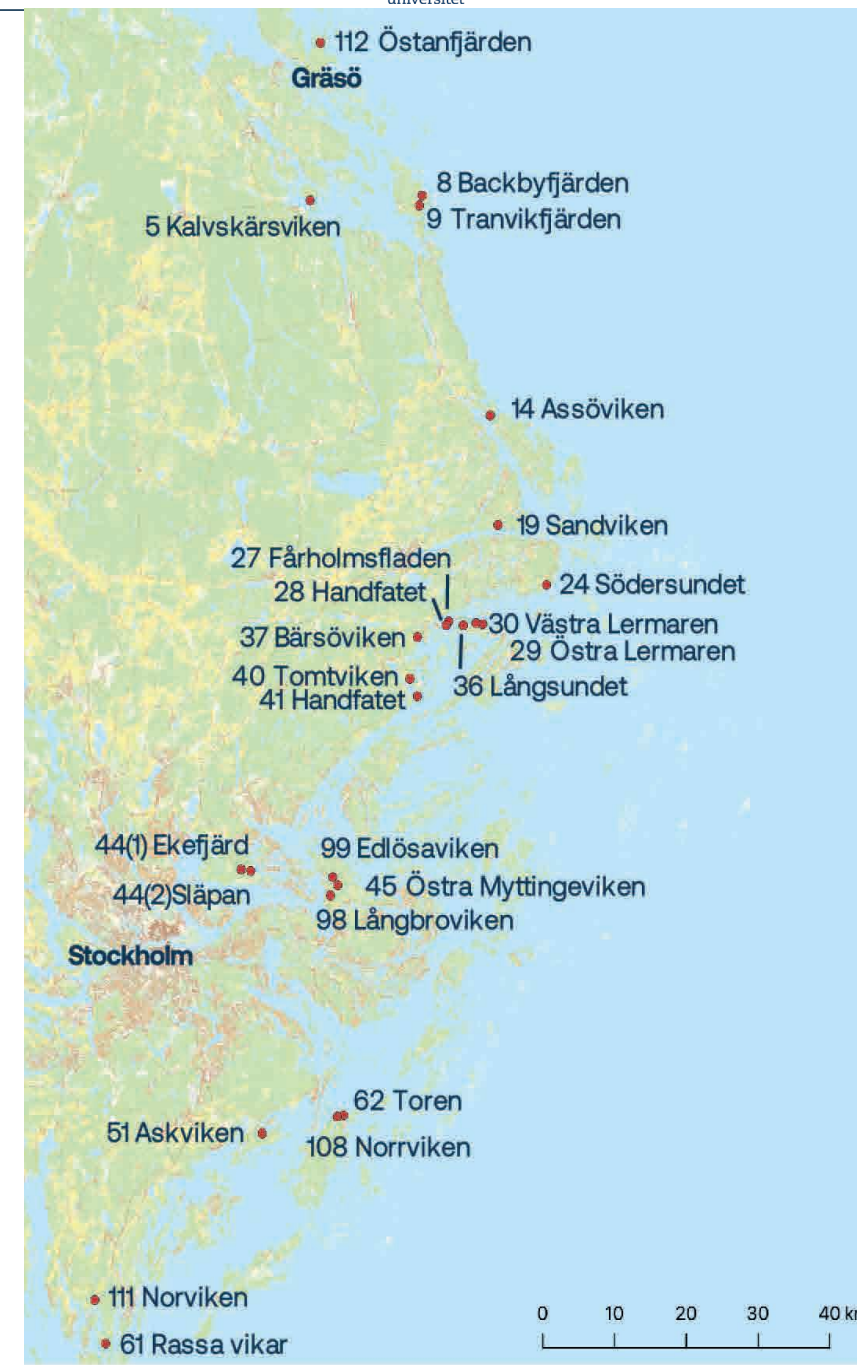 universitet
112 Östanfjärden
Gräsö
8 Backbyfjärden
5 Kalvskärsviken
9 Tranvikfjärden
14 Assöviken
19 Sandviken
27 Fårholmsfladen
28 Handfatet
24 Södersundet
30 Västra Lermaren
37 Bärsöviken
29 Östra Lermaren
40 Tomtviken
36 Långsundet
41 Handfatet
44(1) Ekefjärd
99 Edlösaviken
44(2)Släpan
45 Östra Myttingeviken
98 Långbroviken
Stockholm
62 Toren
51 Askviken
108 Norrviken
111 Norviken
61 Rassa vikar
0 10 20 30 40 km